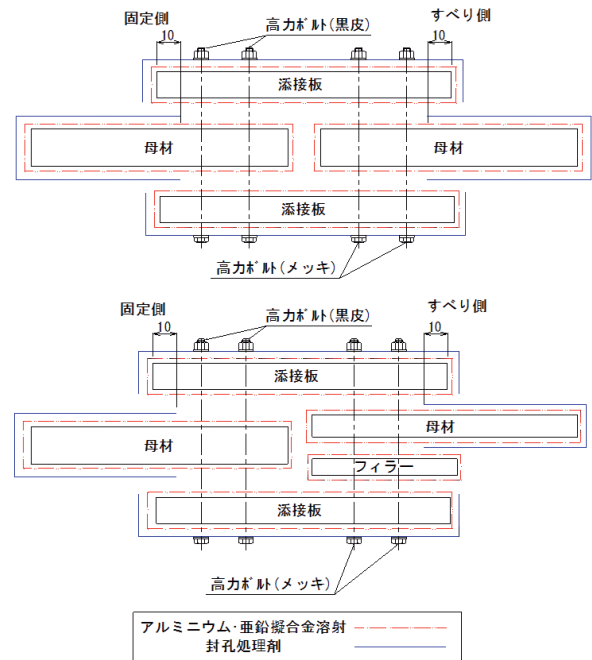 固定側
高力ボルト(黒皮)
すべり側
10
10
添接板
母材
母材
添接板
高力ボルト(メッキ)
固定側
高力ボルト(黒皮)
すべり側
10
10
添接板
母材
母材
フィラー
添接板
高力ボルト(メッキ)
アルミニウム・亜鉛擬合金溶射
封孔処理剤